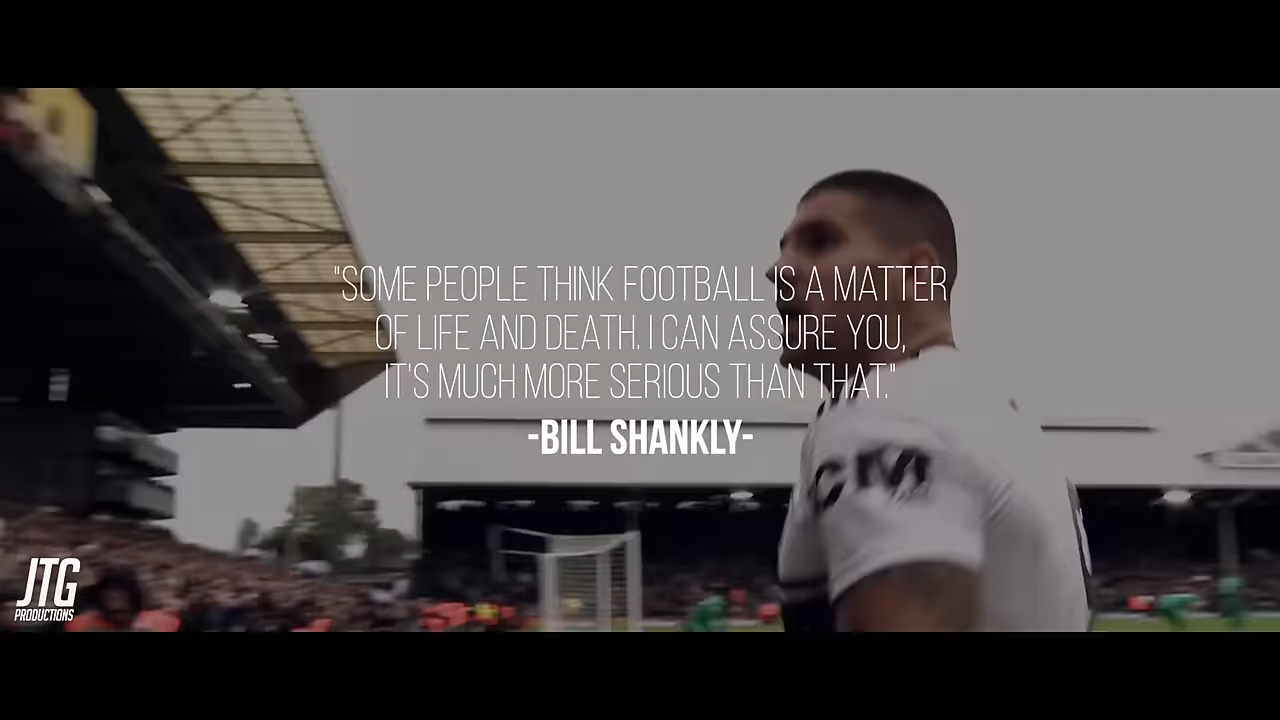 "SOME PEOPLE THINK FOOTBALL IS A MATTER
OF LIFE AND DEATH. I CAN ASSURE YOU,
IT'S MUCH MORE SERIOUS THAN THAT."
-BILL SHANKLY-
CM
JTG
PRODUCTIONS